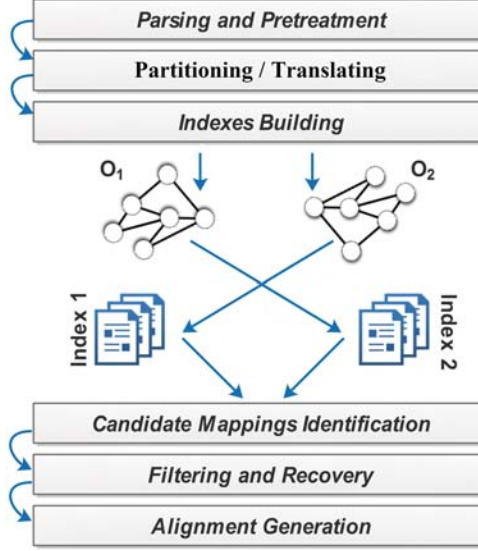 Parsing and Pretreatment
Partitioning / Translating
Indexes Building
O1
O2
Index 1
Index 2
Candidate Mappings Identification
Filtering and Recovery
Alignment Generation